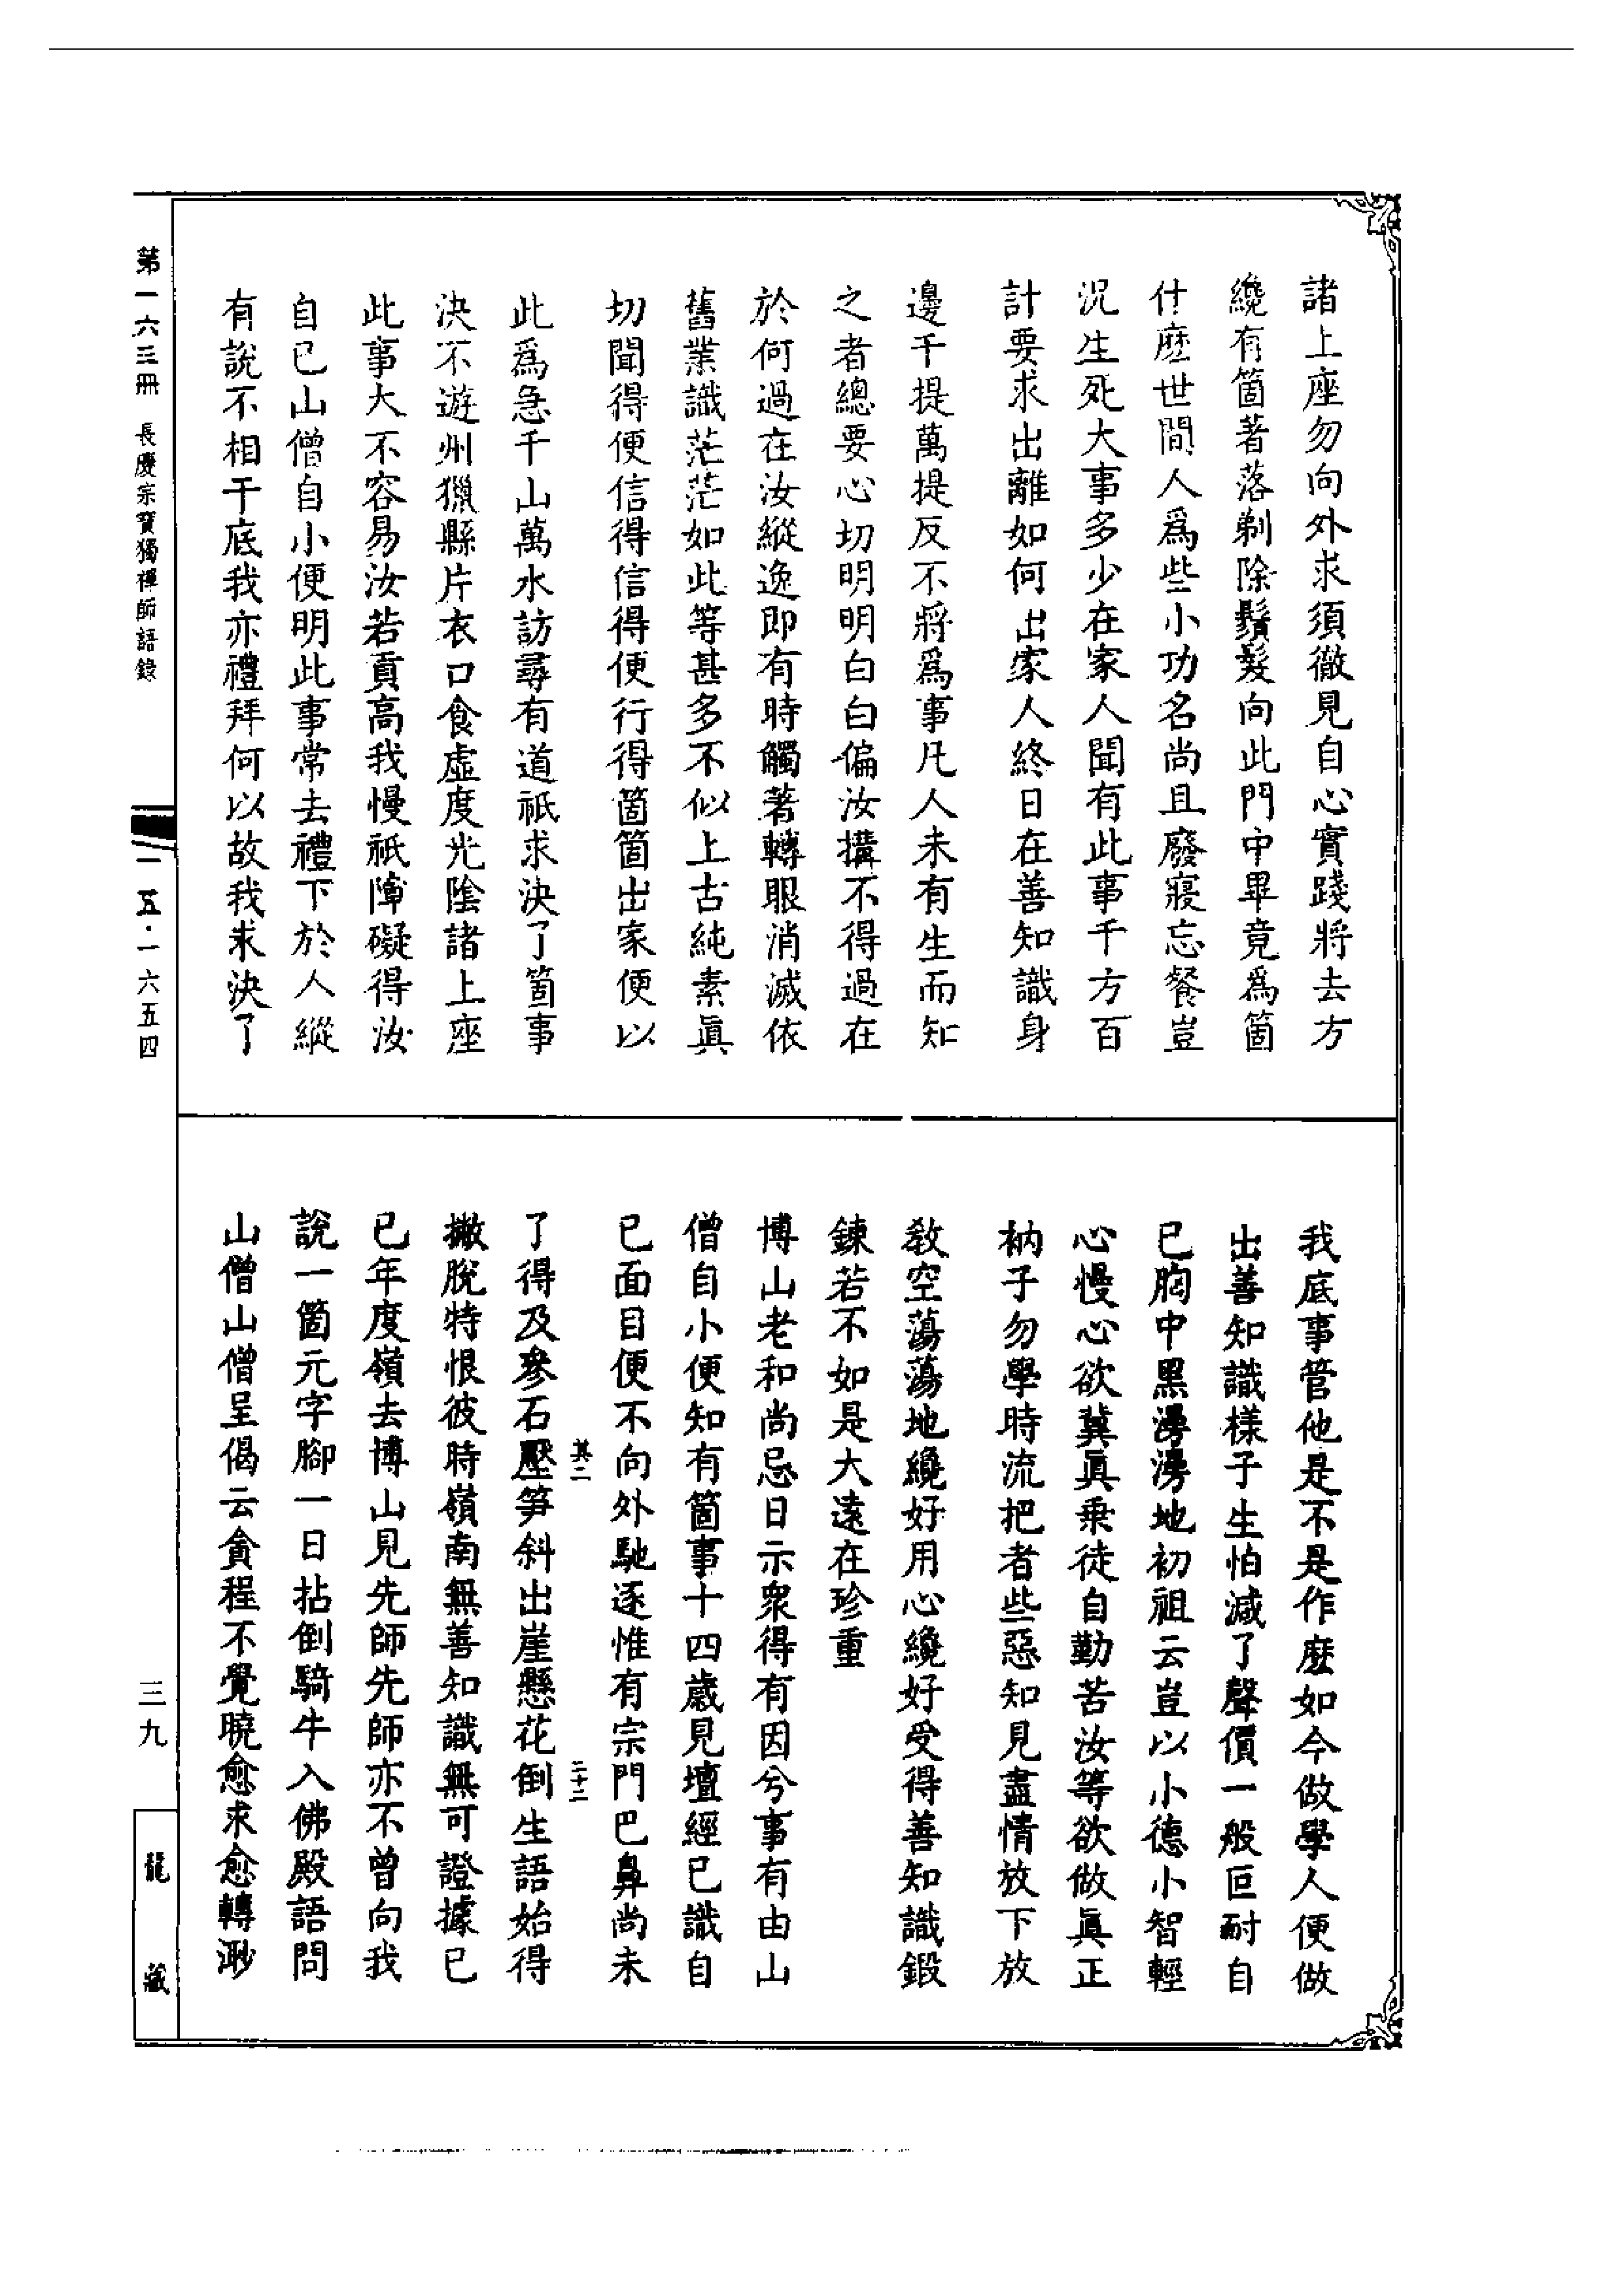 諸上座勿向外求須徹見自心實踐將去方
纔有箇著落剃除鬚髮向此門中畢竟爲箇
什麽世間人爲些小功名尚且廢寢忘餐豈
況生死大事多少在家人聞有此事千方百
計要求出離如何出家人終日在善知識身
邊千提萬提反不將爲事凡人未有生而知
之者總要心切明明白白偏汝搆不得過在
於何過在汝縱逸即有時觸著轉眼消滅依
舊業識茫茫如此等甚多不似上古純素真
切聞得便信得信得便行得箇箇出家便以
此爲急千山萬水訪尋有道祇求決了箇事
決不遊州獵縣片衣口食虛度光陰諸上座
此事大不容易汝若貢高我慢祇障礙得汝
自己山僧自小便明此事常去禮下於人縱
有說不相干底我亦禮拜何以故我求決了
我底事管他是不是作麽如今做學人便做
出善知識樣子生怕減了聲價一般叵耐自
己胸中黑漫漫地初祖云豈以小德小智輕
心慢心欲冀眞乘徒自勤苦汝等欲做眞正
衲子勿學時流把者些惡知見盡情放下放
教空蕩蕩地纔好用心纔好受得善知識鍛
鍊若不如是大遠在珍重
博山老和尚忌日示衆得有因兮事有由山
僧自小便知有箇事十四歲見壇經已識自
己面目便不向外馳逐惟有宗門巴鼻尚未
其二
二十二
了得及參石壓笋斜出崖懸花倒生語始得
撇脫特恨彼時嶺南無善知識無可證據已
已年度嶺去博山見先師先師亦不曾向我
說一箇元字腳一日拈倒騎牛入佛殿語問
山僧山僧呈偈云貪程不覺曉愈求愈轉渺
第一六三冊 長慶宗寶獨禪師語錄
一一五·一六五四
三九
龍藏